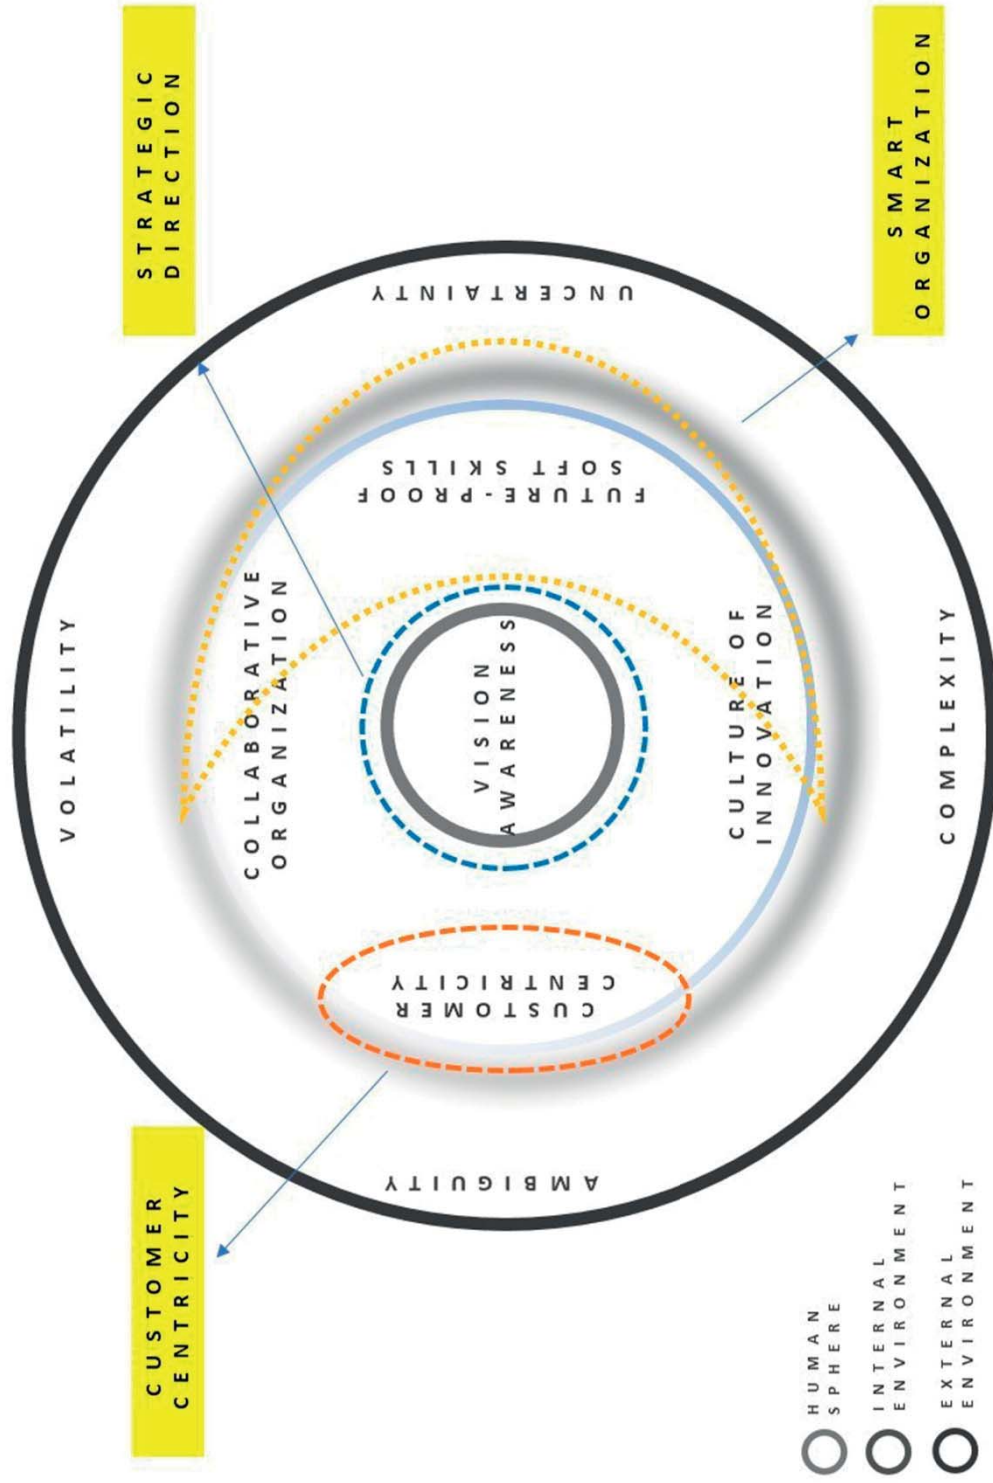 STRATEGIC
DIRECTION
SMART
ORGANIZATION
CUSTOMER
CENTRICITY
VOLATILITY
UNCERTAINTY
COMPLEXITY
AMBIGUITY
COLLABORATIVE
ORGANIZATION
FUTURE-PROOF
SOFT SKILLS
CULTURE OF
INNOVATION
CUSTOMER
CENTRICITY
VISION
AWARENESS
HUMAN
SPHERE
INTERNAL
ENVIRONMENT
EXTERNAL
ENVIRONMENT